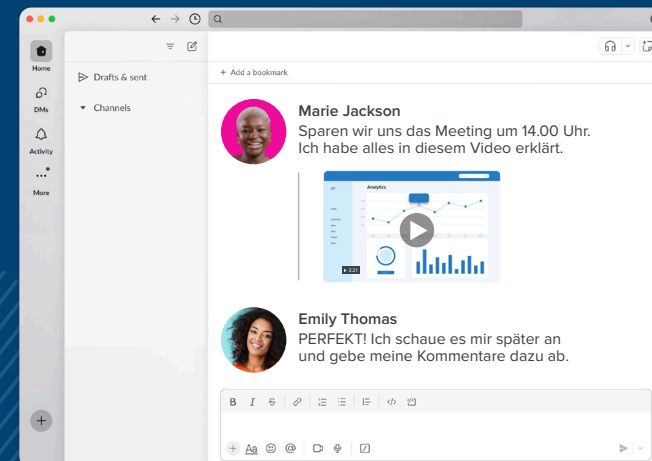 Home
DMs
Activity
More
Drafts & sent
Channels
+ Add a bookmark
Marie Jackson
Sparen wir uns das Meeting um 14.00 Uhr.
Ich habe alles in diesem Video erklärt.
Analytics
3:21
Emily Thomas
PERFEKT! Ich schaue es mir später an
und gebe meine Kommentare dazu ab.
B I S
Aa